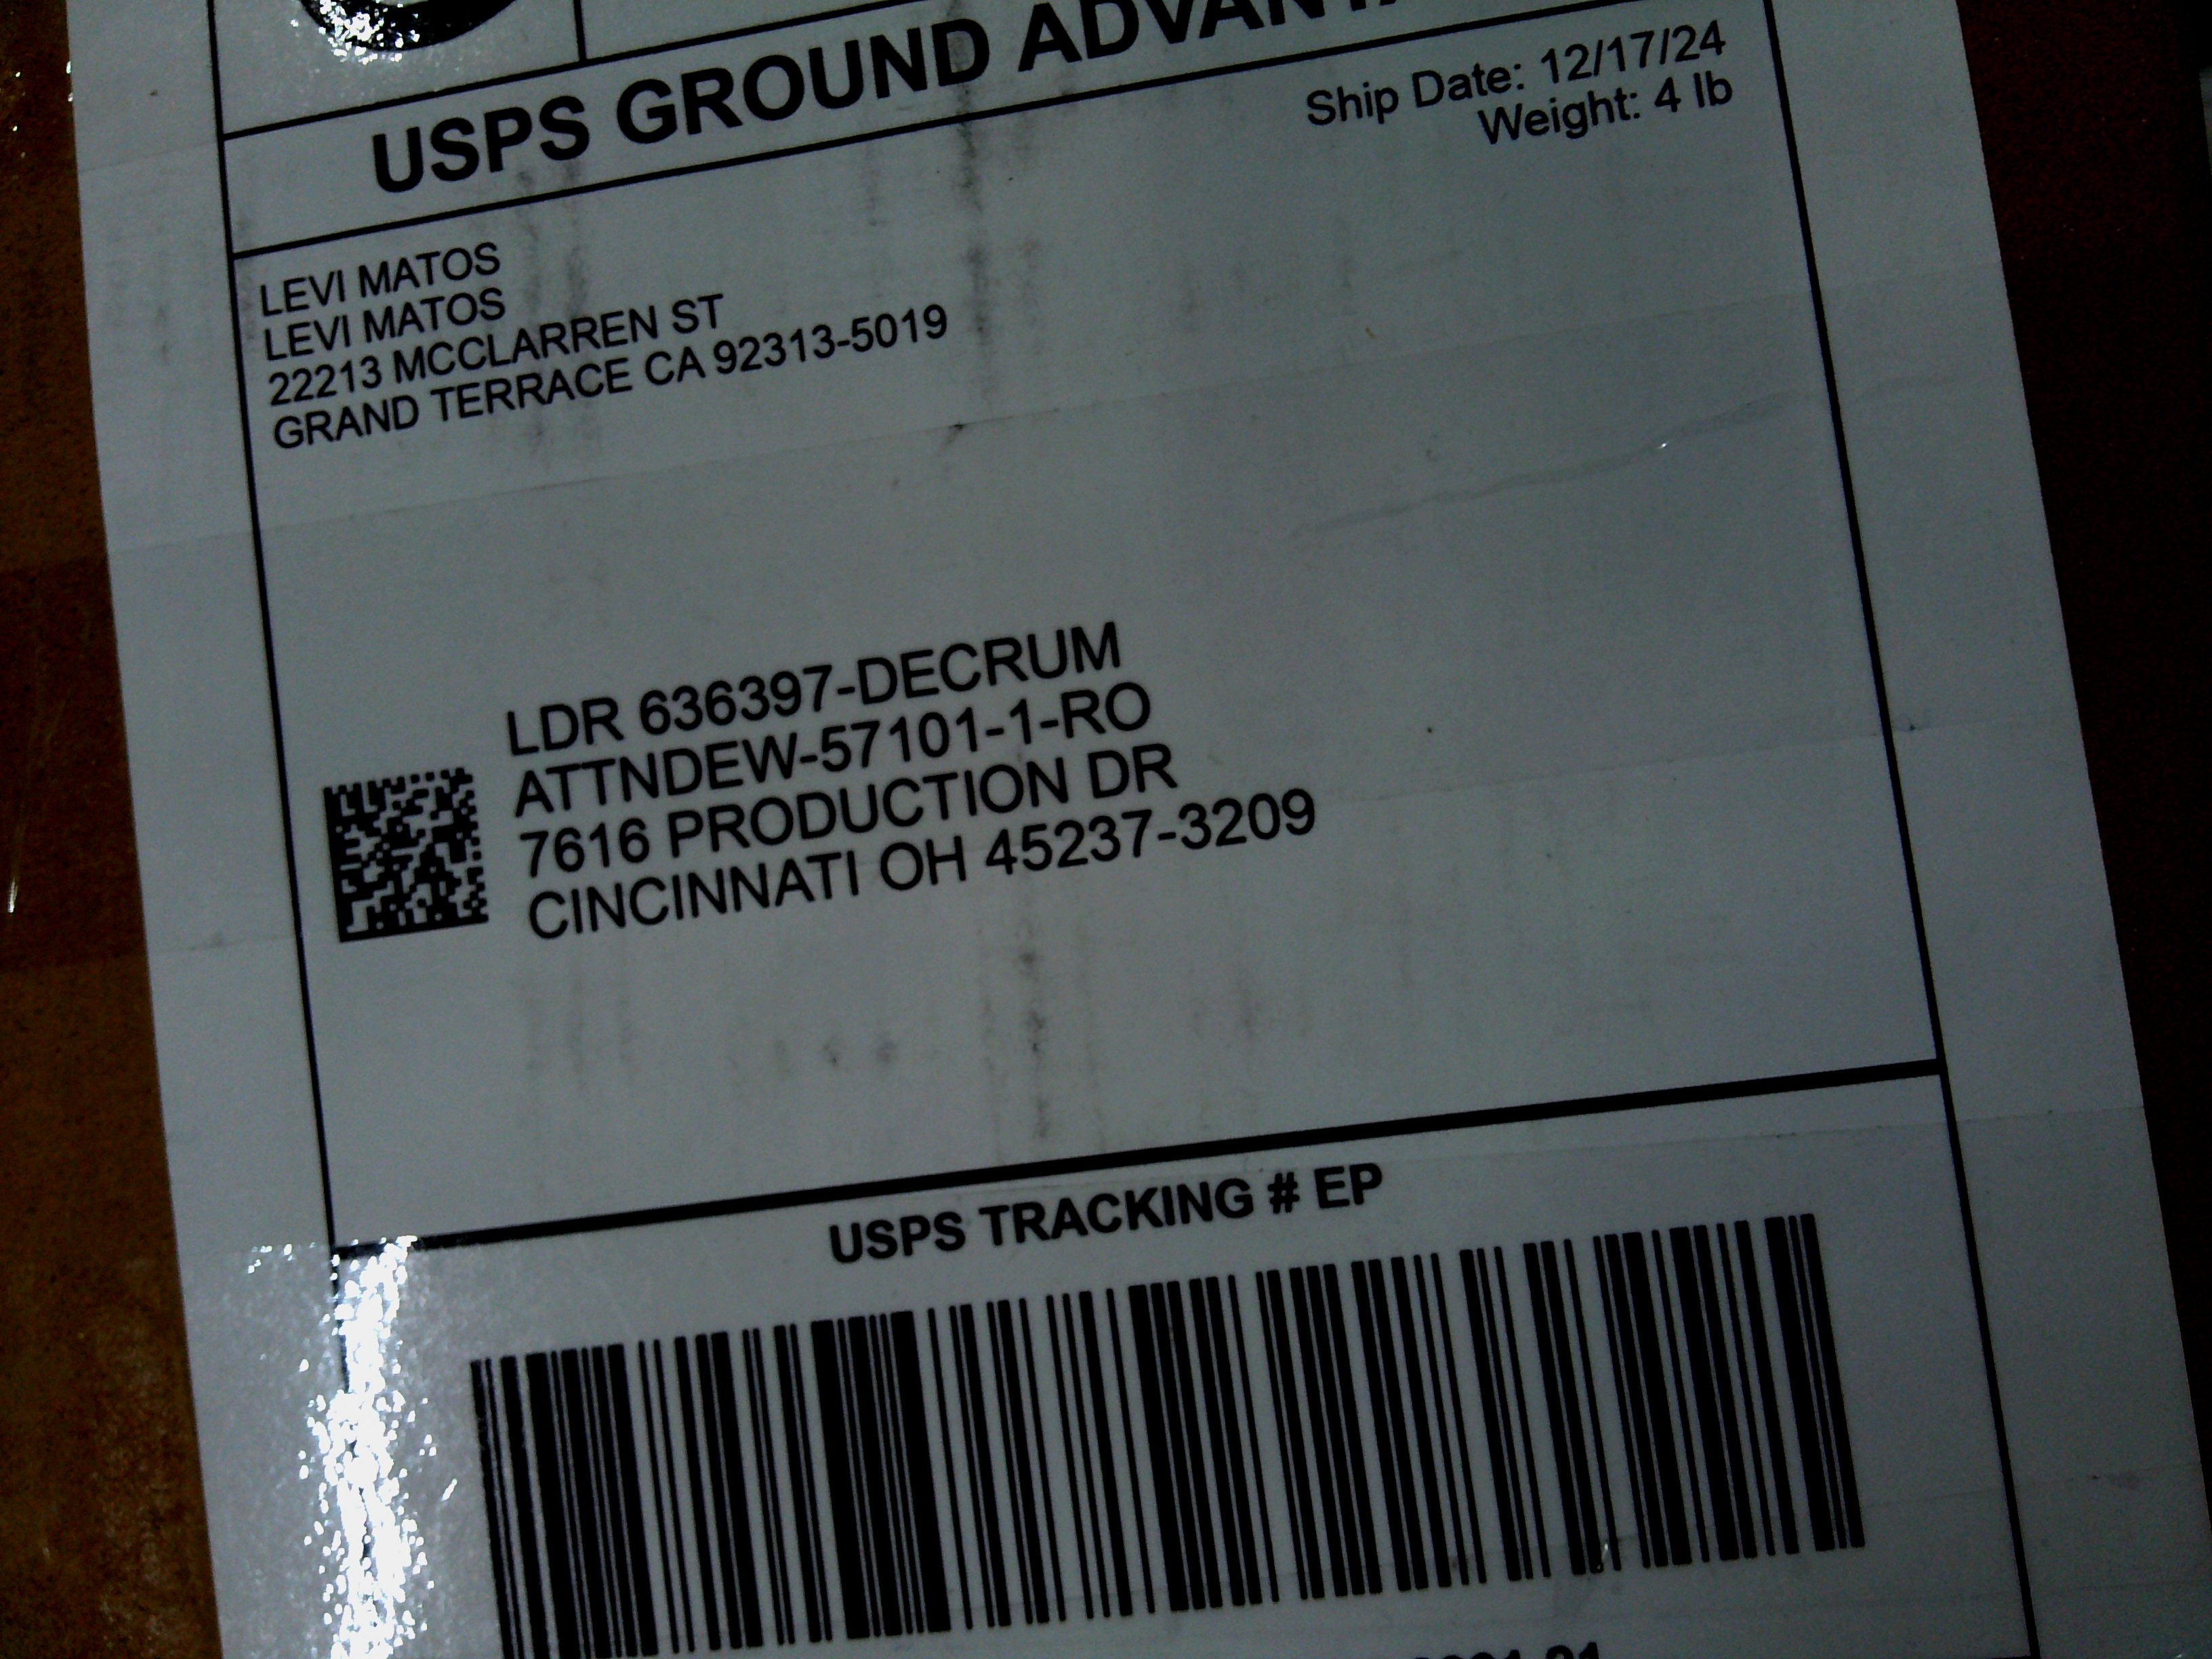 USPS GROUND
Ship Date: 12/17/24
Weight: 4 lb
LEVI MATOS
LEVI MATOS
22213 MCCLARREN ST
GRAND TERRACE CA 92313-5019
LDR 636397-DECRUM
ATTNDEW-57101-1-RO
7616 PRODUCTION DR
CINCINNATI OH 45237-3209
USPS TRACKING # EP